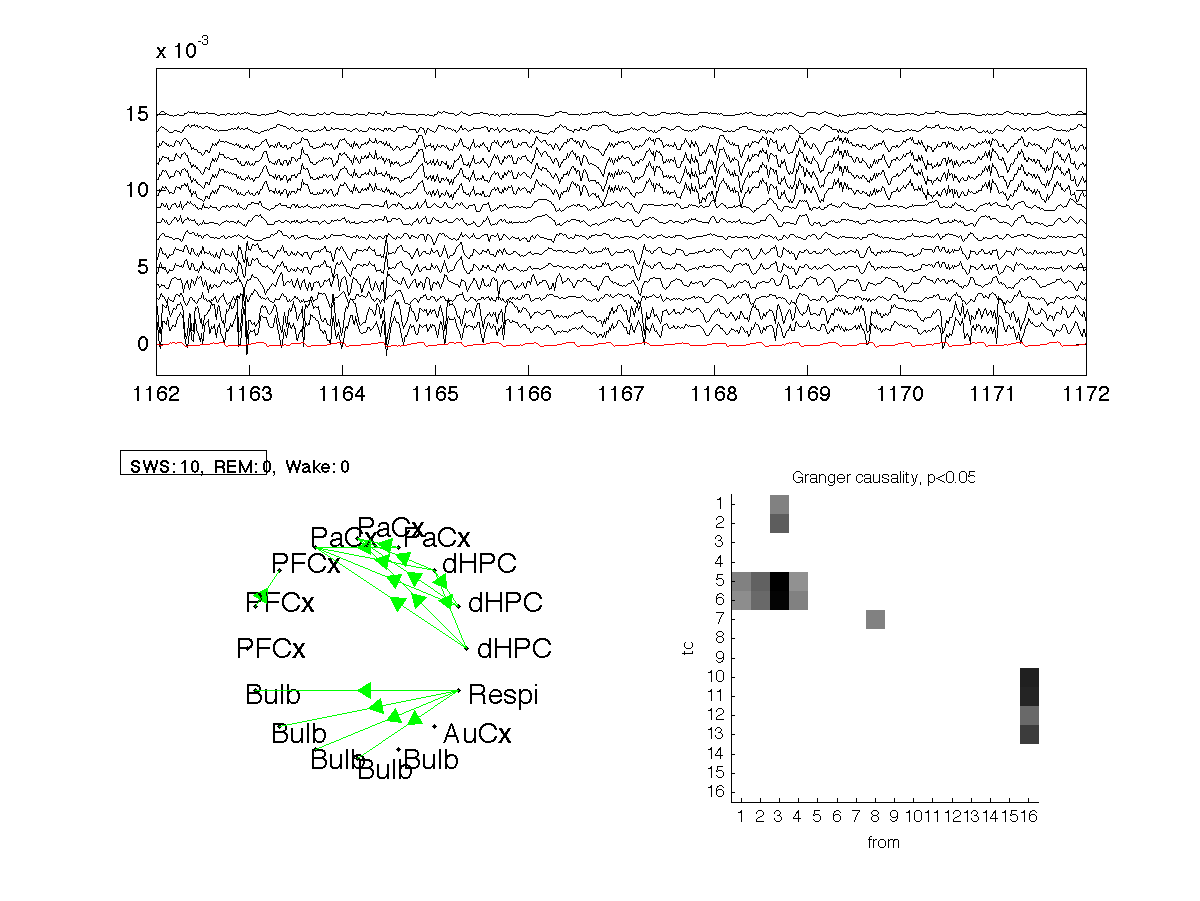 x 10-3
15
10
5
0
1162 1163 1164 1165 1166 1167 1168 1169 1170 1171 1172
SWS:10, REM:0, Wake:0
Granger causality, p<0.05
PaCx
PaCx PaCx
PFCx dHPC
PFCx dHPC
PFCx dHPC
Bulb Respi
Bulb AuCx
Bulb Bulb
Bulb
1
2
3
4
5
6
7
8
9
10
11
12
13
14
15
16
to
1 2 3 4 5 6 7 8 9 10 11 12 13 14 15 16
from